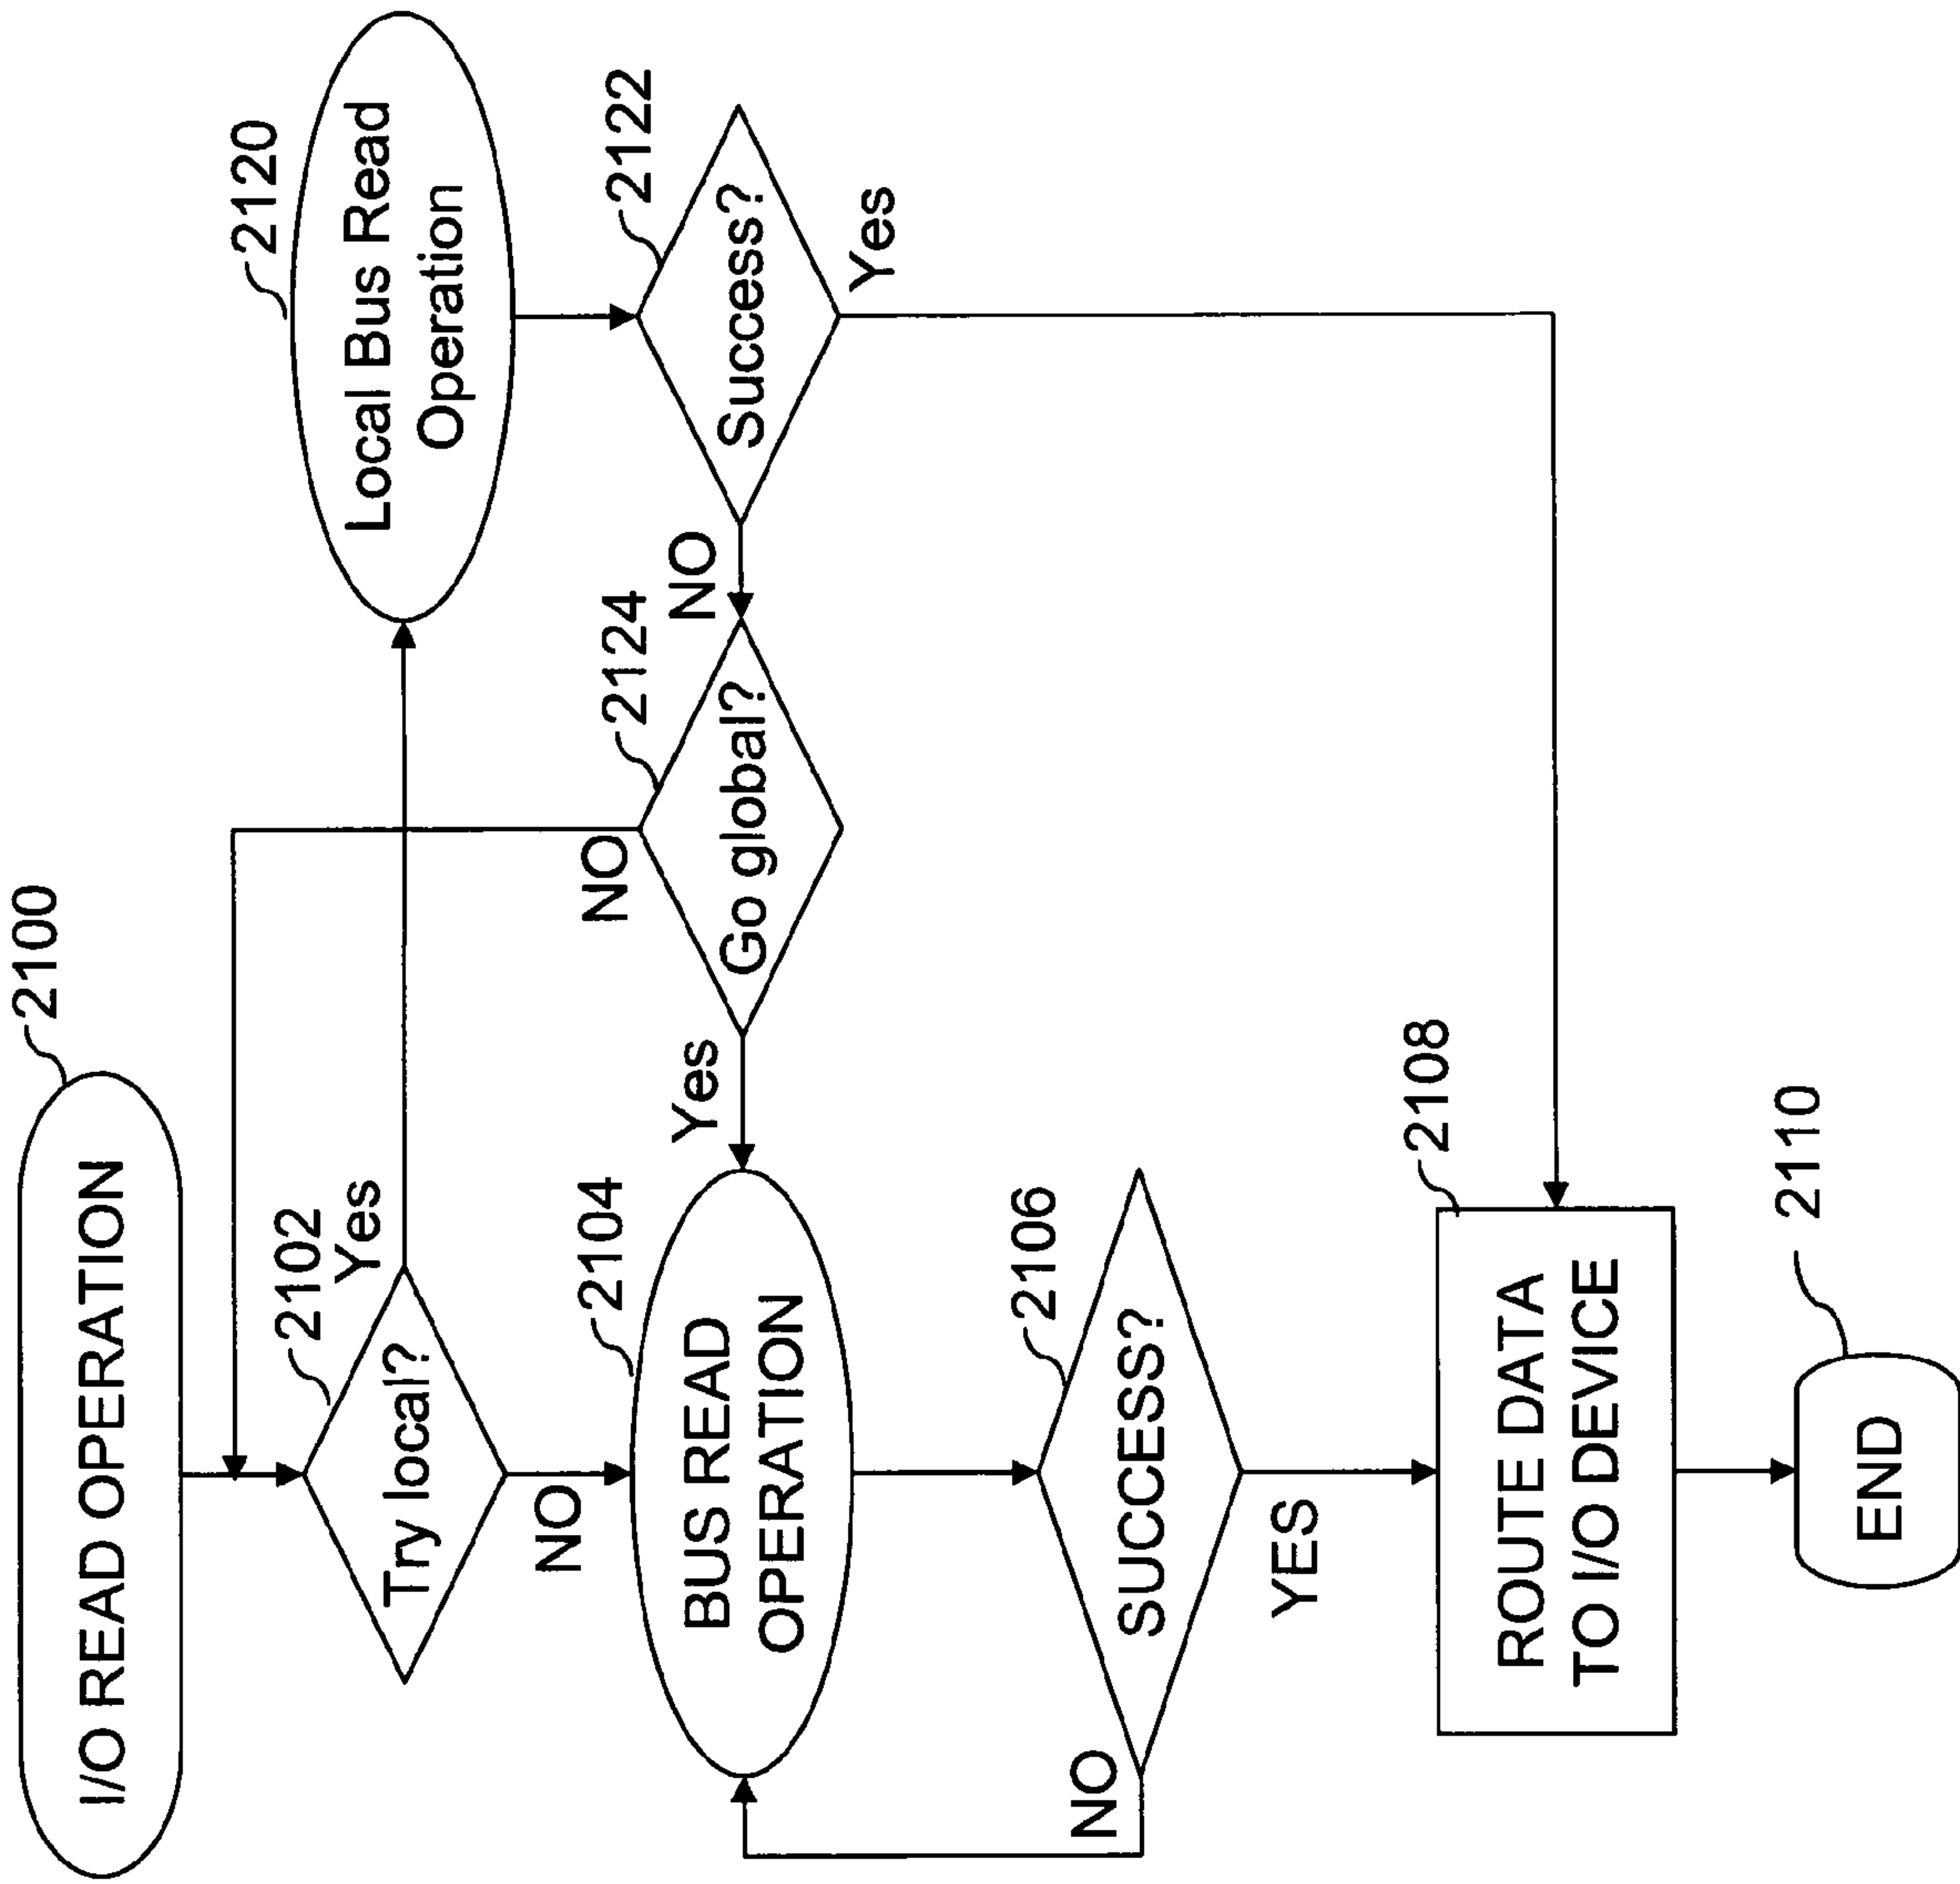 I/O READ OPERATION
2100
Try local?
2102
Yes
NO
Local Bus Read
Operation
2120
Success?
2122
NO
Yes
Go global?
2124
NO
Yes
BUS READ
OPERATION
2104
SUCCESS?
2106
NO
YES
ROUTE DATA
TO I/O DEVICE
2108
END
2110